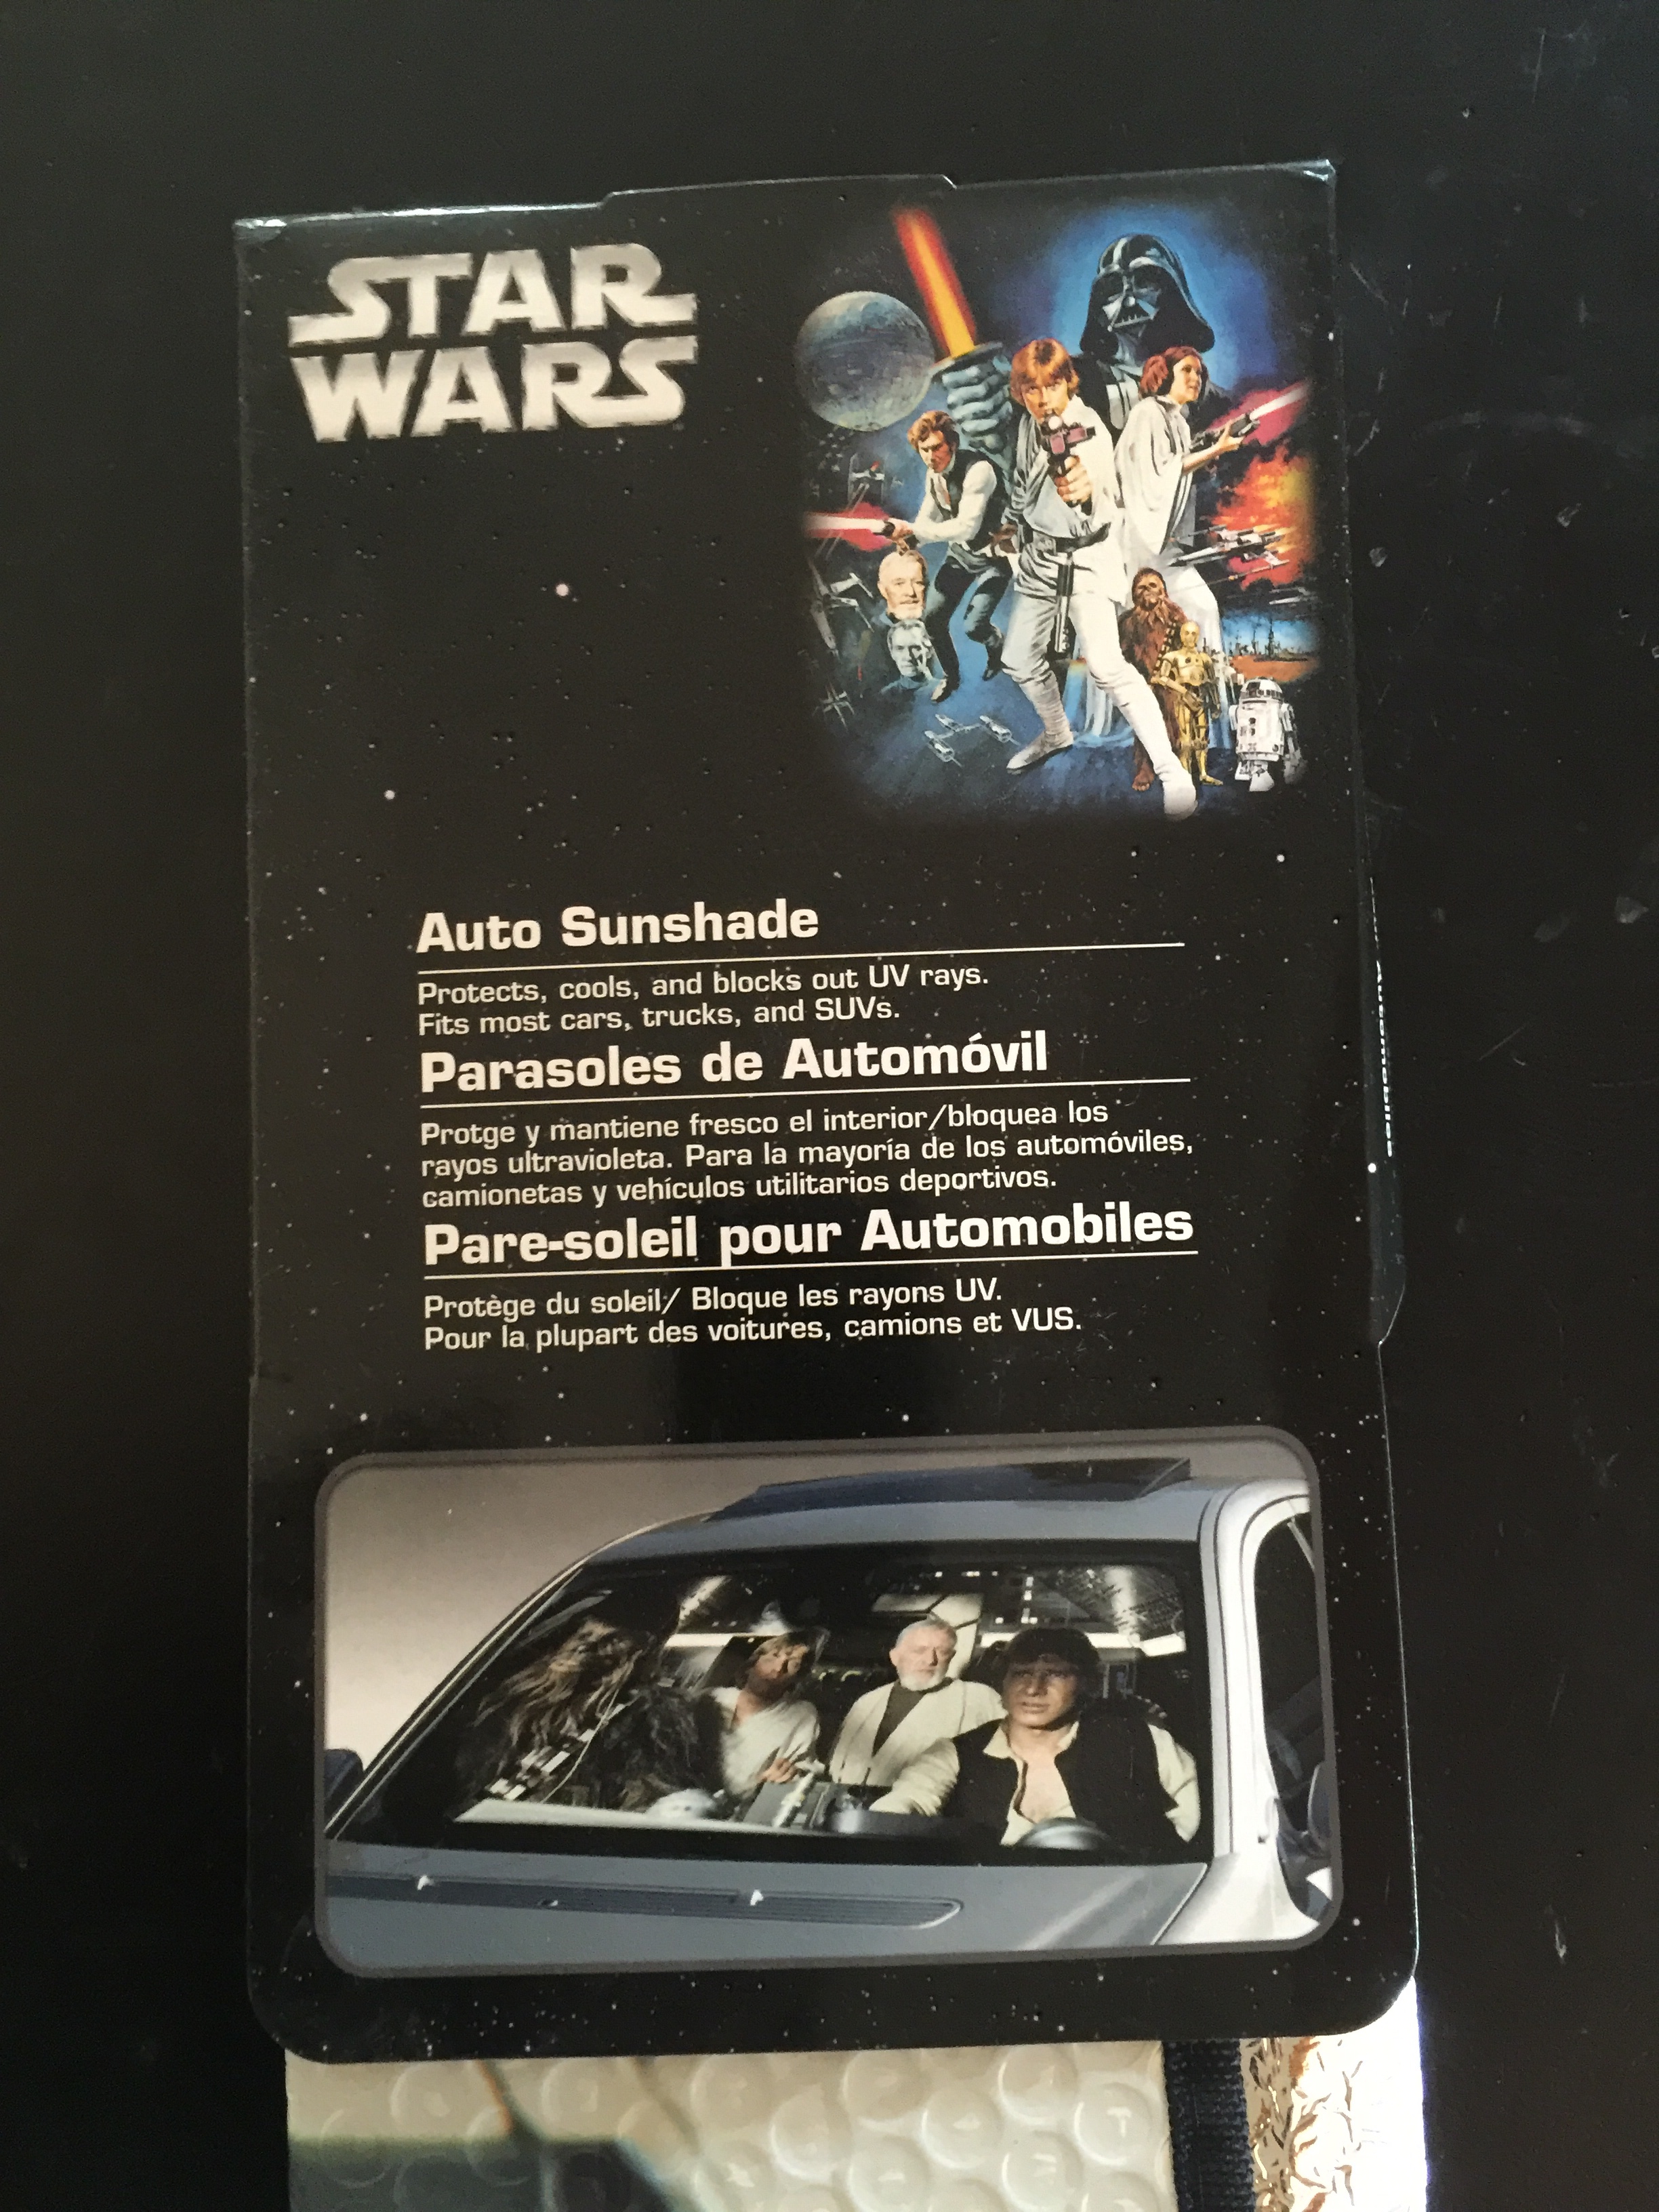 STAR
WARS
Auto Sunshade
Protects, cools, and blocks out UV rays.
Fits most cars, trucks, and SUVs.
Parasoles de Automóvil
Protge y mantiene fresco el interior/bloquea los
rayos ultravioleta. Para la mayoría de los automóviles,
camionetas y vehículos utilitarios deportivos.
Pare-soleil pour Automobiles
Protège du soleil/ Bloque les rayons UV.
Pour la plupart des voitures, camions et VUS.